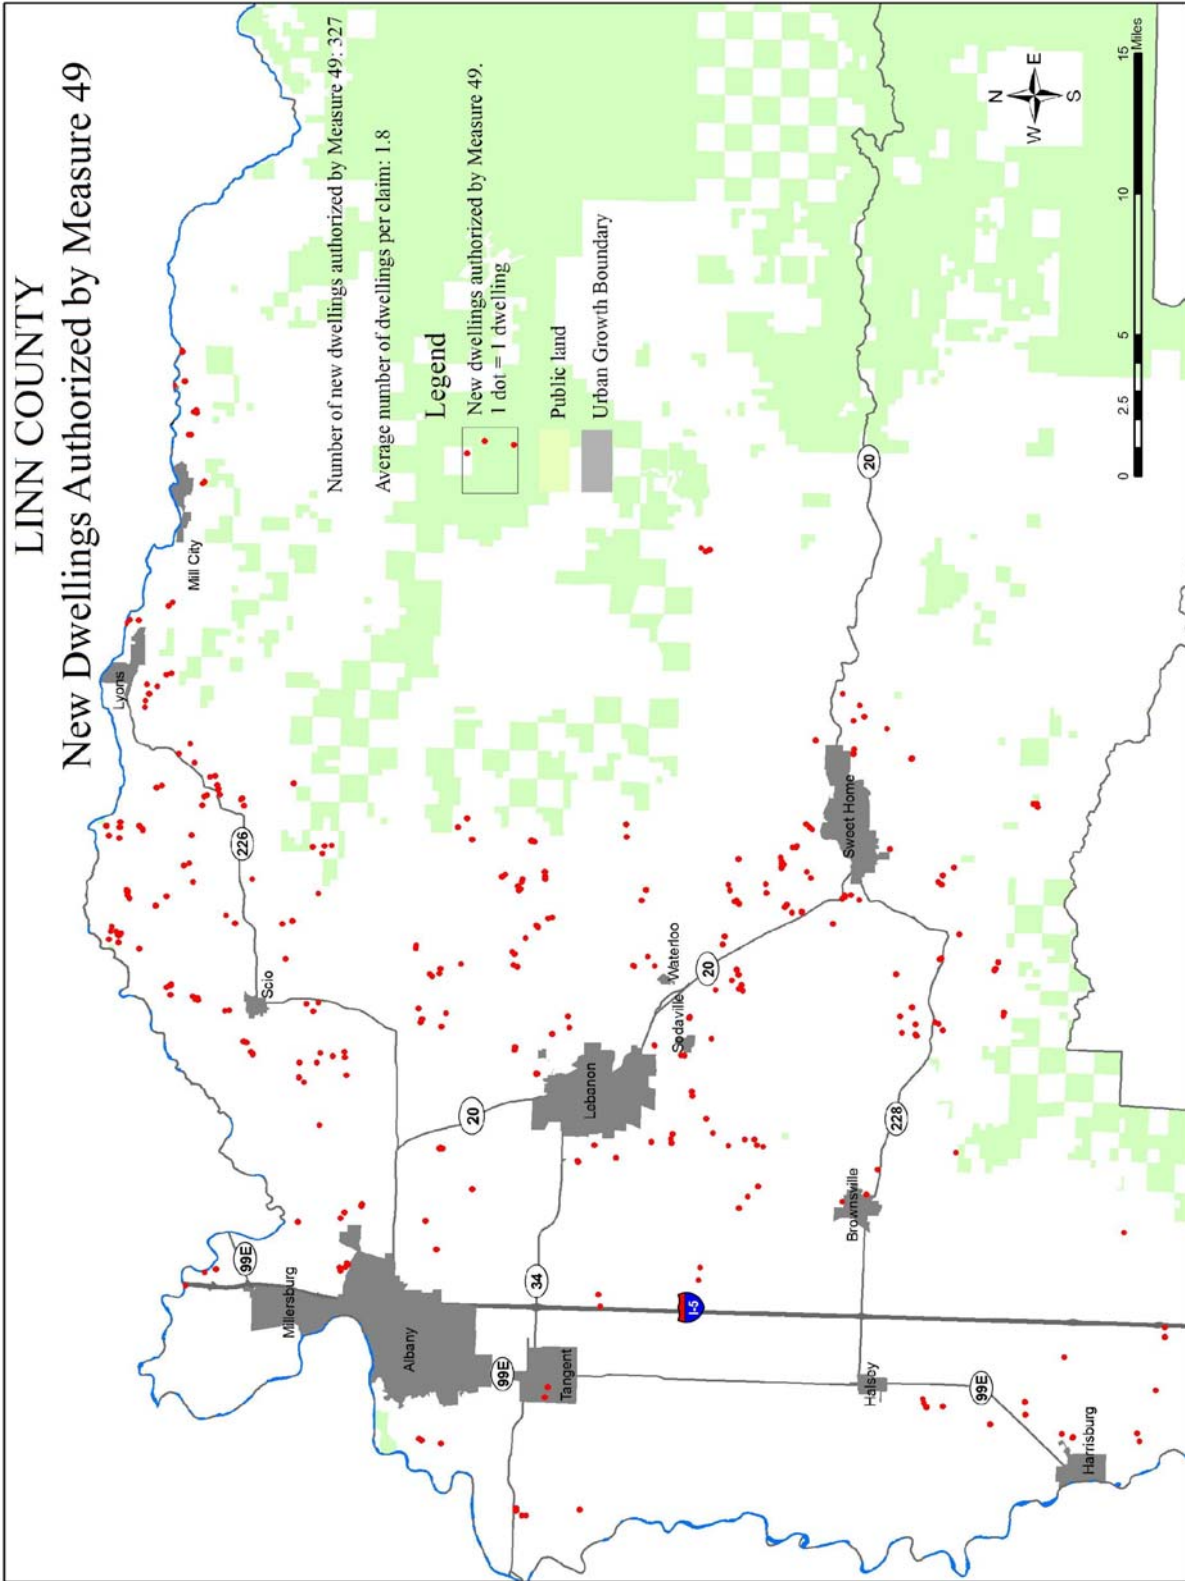 LINN COUNTY
New Dwellings Authorized by Measure 49
Number of new dwellings authorized by Measure 49: 327
Average number of dwellings per claim: 1.8
Legend
New dwellings authorized by Measure 49.
1 dot = 1 dwelling
Public land
Urban Growth Boundary
Lyons
Mill City
226
Scio
99E
Millersburg
Albany
20
99E
34
Tangent
Lebanon
Waterloo
Sodaville
20
I-5
Sweet Home
20
Brownsville
228
Halsey
99E
Harrisburg
N
W E
S
0 2.5 5 10 15
Miles